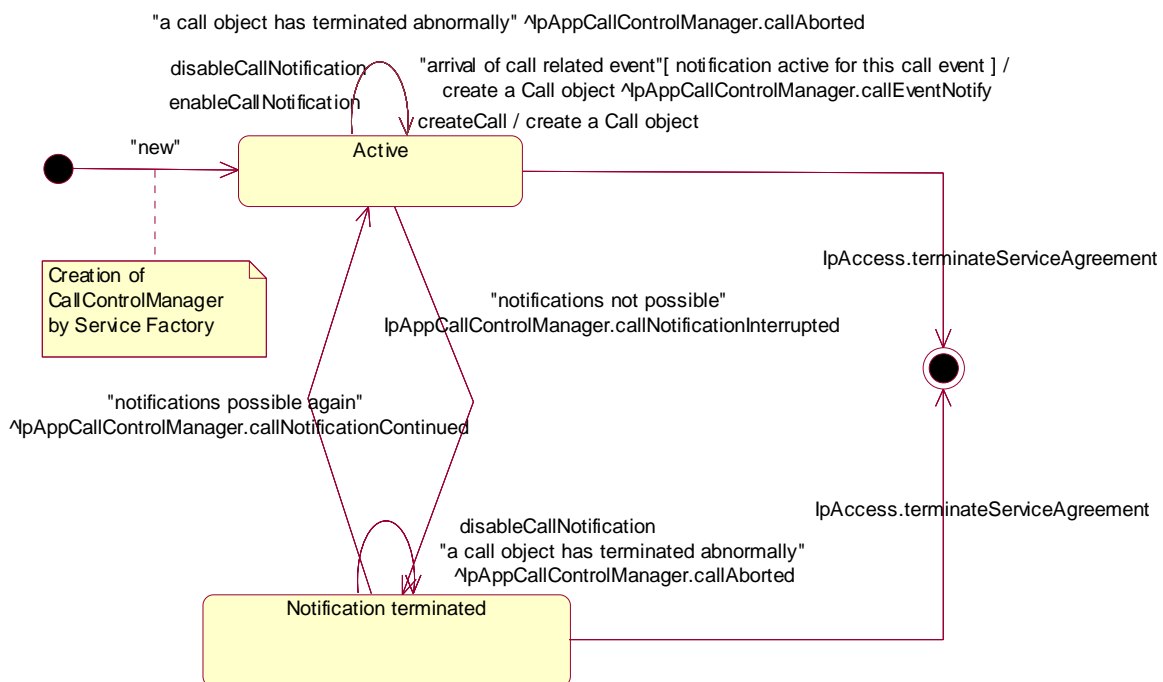 "a call object has terminated abnormally" ^IpAppCallControlManager.callAborted
disableCallNotification
enableCallNotification
"arrival of call related event"[ notification active for this call event ] /
create a Call object ^IpAppCallControlManager.callEventNotify
createCall / create a Call object
"new"
Active
Creation of
CallControlManager
by Service Factory
IpAccess.terminateServiceAgreement
"notifications not possible"
IpAppCallControlManager.callNotificationInterrupted
"notifications possible again"
^IpAppCallControlManager.callNotificationContinued
IpAccess.terminateServiceAgreement
disableCallNotification
"a call object has terminated abnormally"
^IpAppCallControlManager.callAborted
Notification terminated